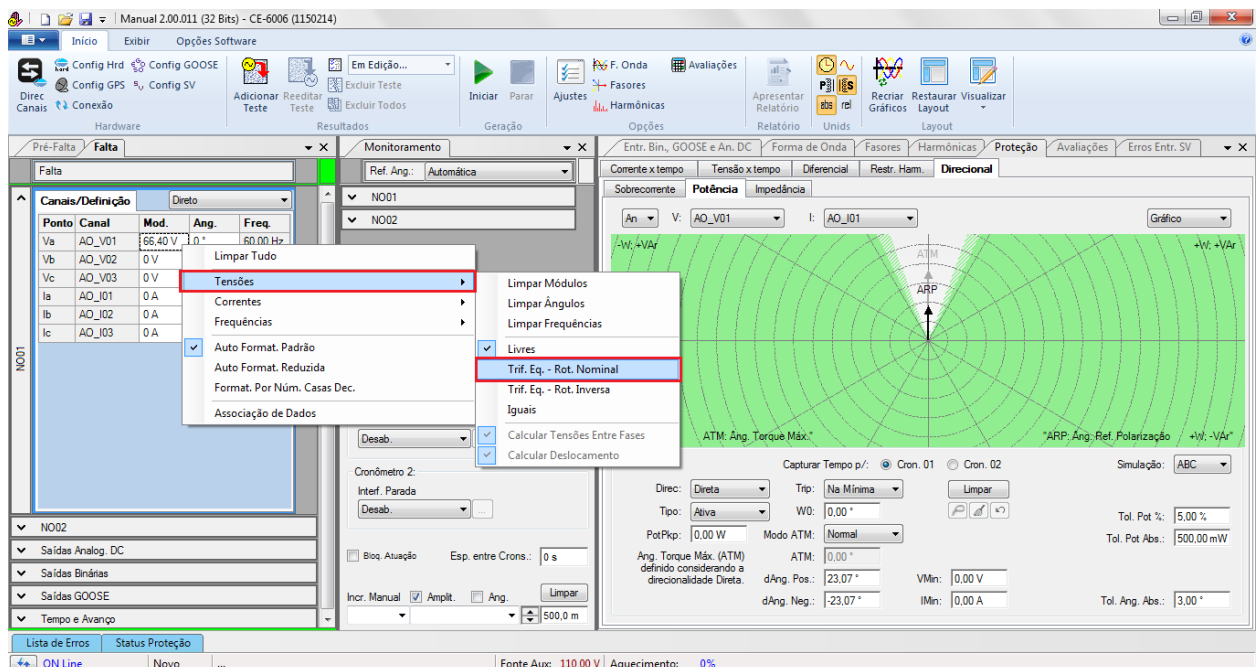 Manual 2.00.011 (32 Bits) - CE-6006 (1150214)
Início Exibir Opções Software
Direc Canais
Config Hrd Config GOOSE
Config GPS Config SV
Conexão
Hardware
Adicionar Teste
Reeditar Teste
Em Edição...
Excluir Teste
Excluir Todos
Resultados
Iniciar Parar
Geração
Ajustes
F. Onda Avaliações
Fasores
Harmônicas
Opções
Apresentar Relatório
Relatório
abs rel
Unids
Recriar Gráficos
Restaurar Layout
Visualizar
Layout
Pré-Falta Falta
Falta
Canais/Definição Direto
Ponto Canal Mod. Ang. Freq.
Va AO_V01 66,40 V 0 ° 60,00 Hz
Vb AO_V02 0 V
Vc AO_V03 0 V
Ia AO_I01 0 A
Ib AO_I02 0 A
Ic AO_I03 0 A
NO01
NO02
Saídas Analog. DC
Saídas Binárias
Saídas GOOSE
Tempo e Avanço
Limpar Tudo
Tensões
Correntes
Frequências
Auto Format. Padrão
Auto Format. Reduzida
Format. Por Núm. Casas Dec.
Associação de Dados
Limpar Módulos
Limpar Ângulos
Limpar Frequências
Livres
Trif. Eq. - Rot. Nominal
Trif. Eq. - Rot. Inversa
Iguais
Calcular Tensões Entre Fases
Calcular Deslocamento
Monitoramento
Ref. Ang.: Automática
NO01
NO02
Desab.
Cronômetro 2:
Interf. Parada
Desab. ...
Bloq. Atuação Esp. entre Crons.: 0 s
Incr. Manual Amplit. Ang. Limpar
500,0 m
Entr. Bin., GOOSE e An. DC Forma de Onda Fasores Harmônicas Proteção Avaliações Erros Entr. SV
Corrente x tempo Tensão x tempo Diferencial Restr. Harm. Direcional
Sobrecorrente Potência Impedância
An V: AO_V01 I: AO_I01 Gráfico
-W; +VAr +W; +VAr
ATM
ARP
ATM: Âng. Torque Máx." "ARP: Ang. Ref. Polarização +W; -VAr"
Capturar Tempo p/: Cron. 01 Cron. 02 Simulação: ABC
Direc: Direta Trip: Na Mínima Limpar
Tipo: Ativa W0: 0,00 ° Tol. Pot %: 5,00 %
PotPkp: 0,00 W Modo ATM: Normal Tol. Pot Abs.: 500,00 mW
Ang. Torque Máx. (ATM) definido considerando a direcionalidade Direta.
ATM: 0,00 °
dAng. Pos.: 23,07 ° VMin: 0,00 V
dAng. Neg.: -23,07 ° IMin: 0,00 A Tol. Ang. Abs.: 3,00 °
Lista de Erros Status Proteção
ON Line Novo ... Fonte Aux: 110,00 V Aquecimento: 0%